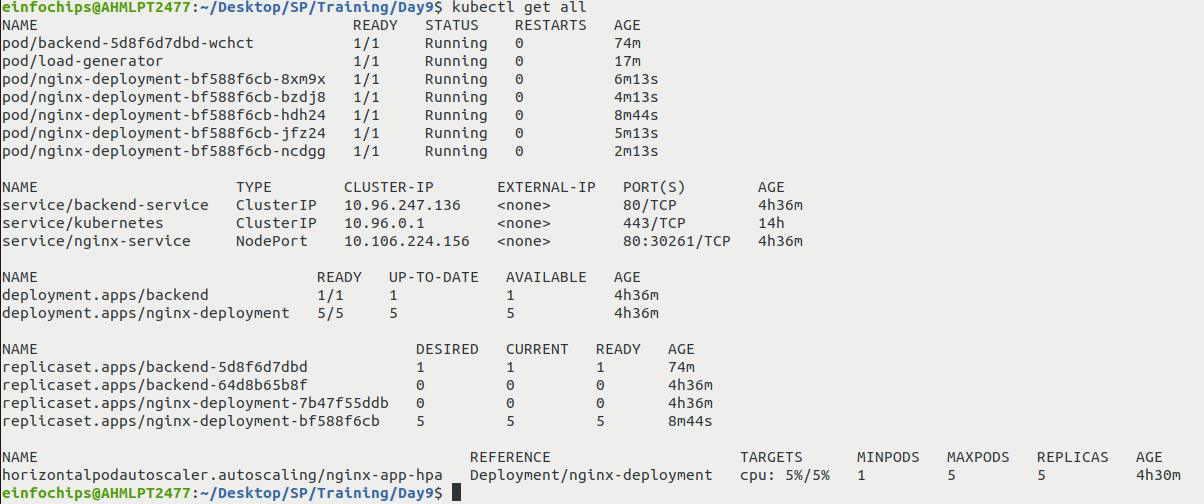 einfochips@AHMLPT2477:~/Desktop/SP/Training/Day9$ kubectl get all
NAME                                   READY   STATUS    RESTARTS   AGE
pod/backend-5d8f6d7dbd-wchct           1/1     Running   0          74m
pod/load-generator                     1/1     Running   0          17m
pod/nginx-deployment-bf588f6cb-8xm9x   1/1     Running   0          6m13s
pod/nginx-deployment-bf588f6cb-bzdj8   1/1     Running   0          4m13s
pod/nginx-deployment-bf588f6cb-hdh24   1/1     Running   0          8m44s
pod/nginx-deployment-bf588f6cb-jfz24   1/1     Running   0          5m13s
pod/nginx-deployment-bf588f6cb-ncdgg   1/1     Running   0          2m13s
NAME                      TYPE        CLUSTER-IP       EXTERNAL-IP   PORT(S)        AGE
service/backend-service   ClusterIP   10.96.247.136    <none>        80/TCP         4h36m
service/kubernetes        ClusterIP   10.96.0.1        <none>        443/TCP        14h
service/nginx-service     NodePort    10.106.224.156   <none>        80:30261/TCP   4h36m
NAME                               READY   UP-TO-DATE   AVAILABLE   AGE
deployment.apps/backend            1/1     1            1           4h36m
deployment.apps/nginx-deployment   5/5     5            5           4h36m
NAME                                          DESIRED   CURRENT   READY   AGE
replicaset.apps/backend-5d8f6d7dbd            1         1         1       74m
replicaset.apps/backend-64d8b65b8f            0         0         0       4h36m
replicaset.apps/nginx-deployment-7b47f55ddb   0         0         0       4h36m
replicaset.apps/nginx-deployment-bf588f6cb    5         5         5       8m44s
NAME                                                REFERENCE                     TARGETS      MINPODS   MAXPODS   REPLICAS   AGE
horizontalpodautoscaler.autoscaling/nginx-app-hpa   Deployment/nginx-deployment   cpu: 5%/5%   1         5         5          4h30m
einfochips@AHMLPT2477:~/Desktop/SP/Training/Day9$